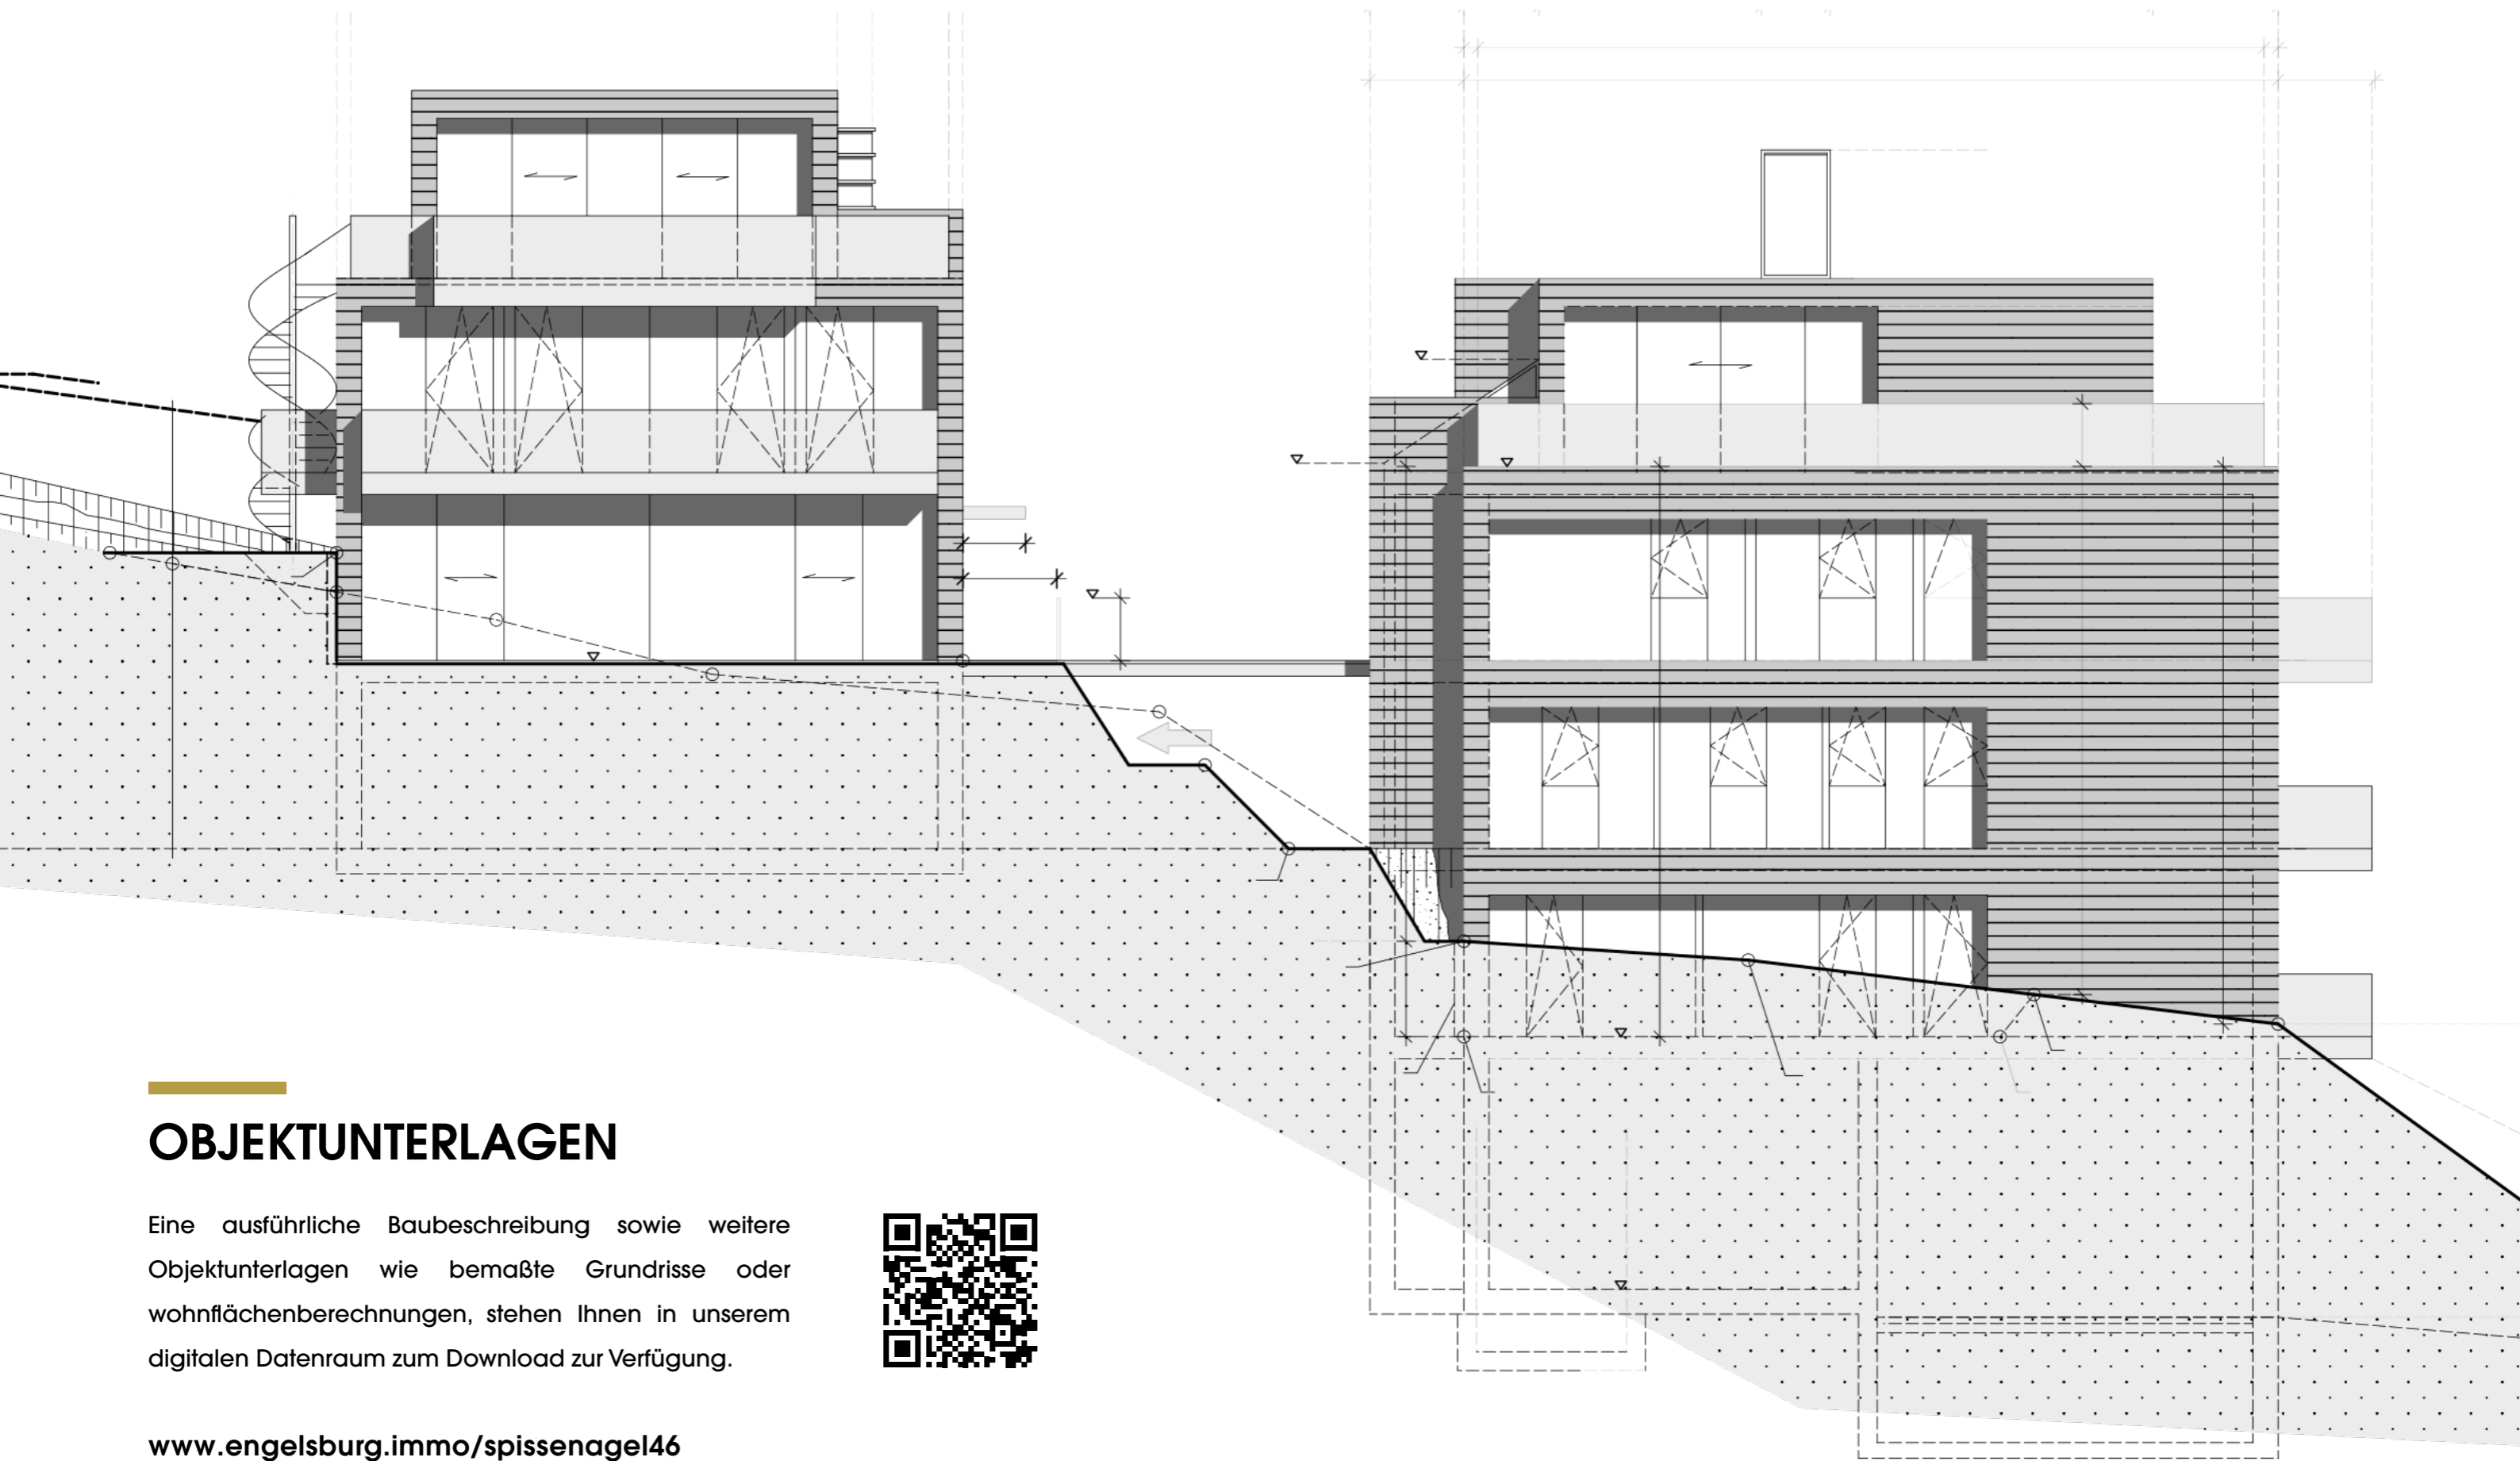 OBJEKTUNTERLAGEN
Eine ausführliche Baubeschreibung sowie weitere
Objektunterlagen wie bemaßte Grundrisse oder
wohnflächenberechnungen, stehen Ihnen in unserem
digitalen Datenraum zum Download zur Verfügung.
www.engelsburg.immo/spissenagel46